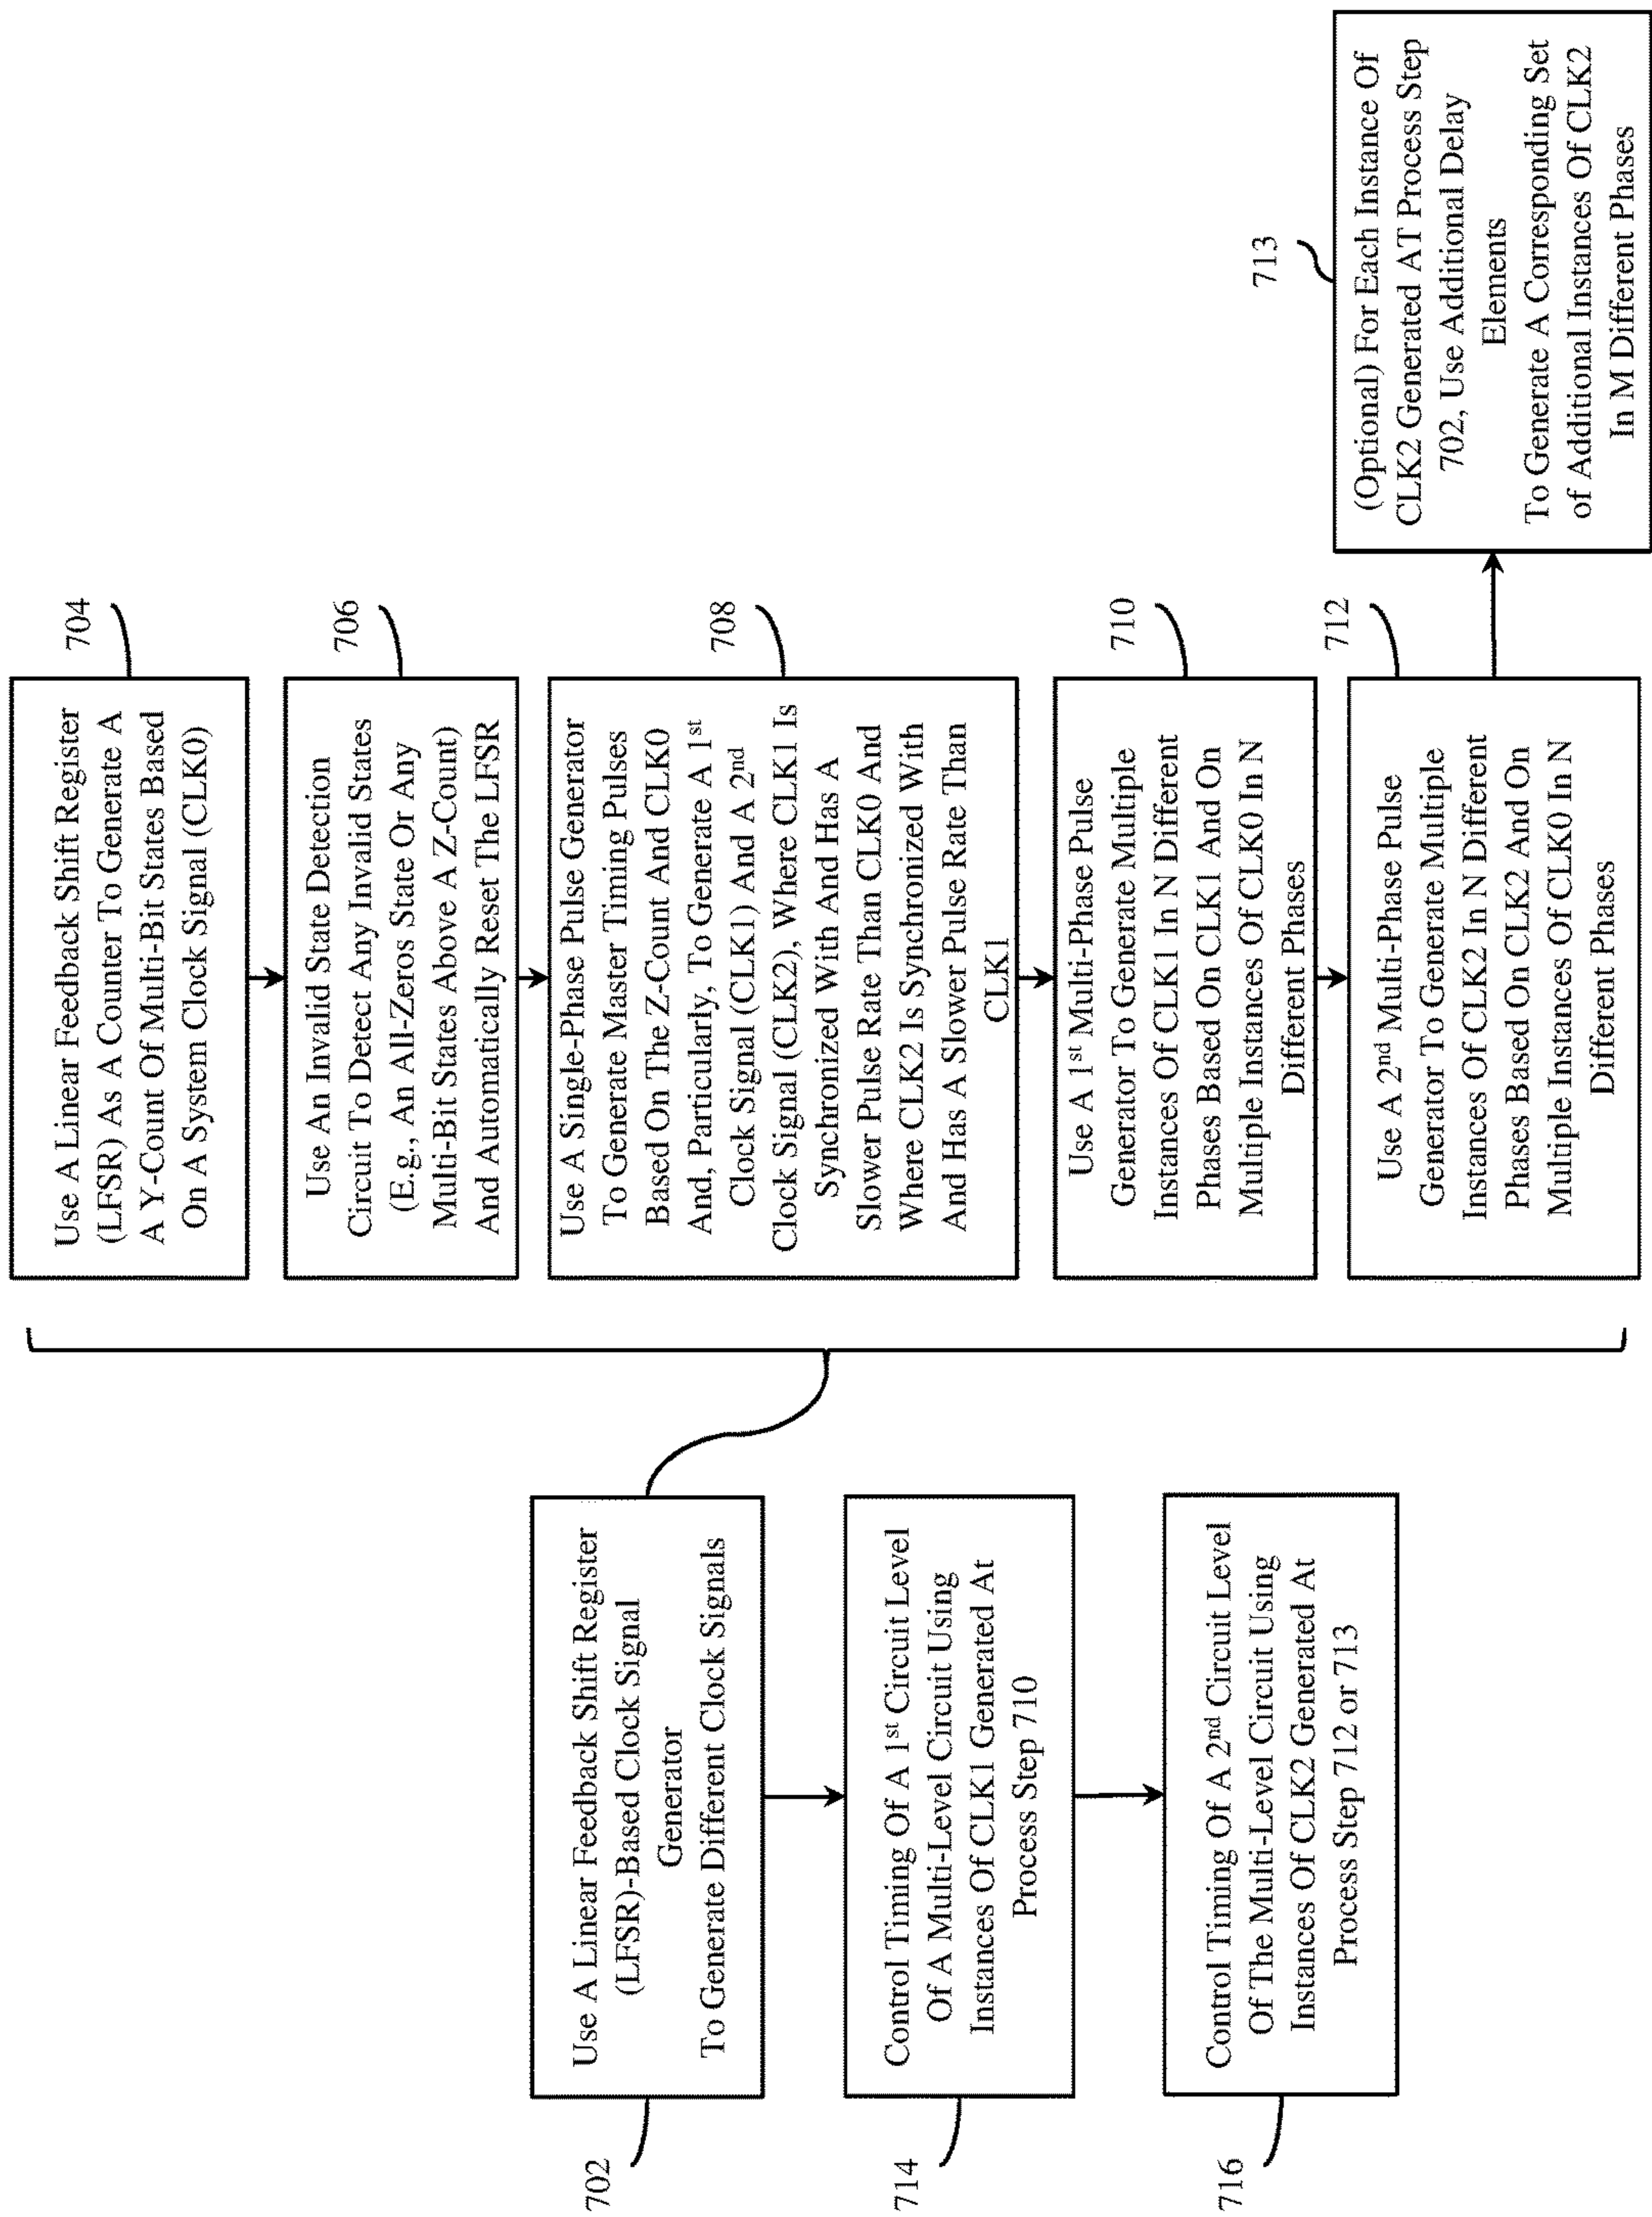 702
Use A Linear Feedback Shift Register
(LFSR)-Based Clock Signal
Generator
To Generate Different Clock Signals
714
Control Timing Of A 1st Circuit Level
Of A Multi-Level Circuit Using
Instances Of CLK1 Generated At
Process Step 710
716
Control Timing Of A 2nd Circuit Level
Of The Multi-Level Circuit Using
Instances Of CLK2 Generated At
Process Step 712 or 713
704
Use A Linear Feedback Shift Register
(LFSR) As A Counter To Generate A
A Y-Count Of Multi-Bit States Based
On A System Clock Signal (CLK0)
706
Use An Invalid State Detection
Circuit To Detect Any Invalid States
(E.g., An All-Zeros State Or Any
Multi-Bit States Above A Z-Count)
And Automatically Reset The LFSR
708
Use A Single-Phase Pulse Generator
To Generate Master Timing Pulses
Based On The Z-Count And CLK0
And, Particularly, To Generate A 1st
Clock Signal (CLK1) And A 2nd
Clock Signal (CLK2), Where CLK1 Is
Synchronized With And Has A
Slower Pulse Rate Than CLK0 And
Where CLK2 Is Synchronized With
And Has A Slower Pulse Rate Than
CLK1
710
Use A 1st Multi-Phase Pulse
Generator To Generate Multiple
Instances Of CLK1 In N Different
Phases Based On CLK1 And On
Multiple Instances Of CLK0 In N
Different Phases
712
Use A 2nd Multi-Phase Pulse
Generator To Generate Multiple
Instances Of CLK2 In N Different
Phases Based On CLK2 And On
Multiple Instances Of CLK0 In N
Different Phases
713
(Optional) For Each Instance Of
CLK2 Generated AT Process Step
702, Use Additional Delay
Elements
To Generate A Corresponding Set
of Additional Instances Of CLK2
In M Different Phases